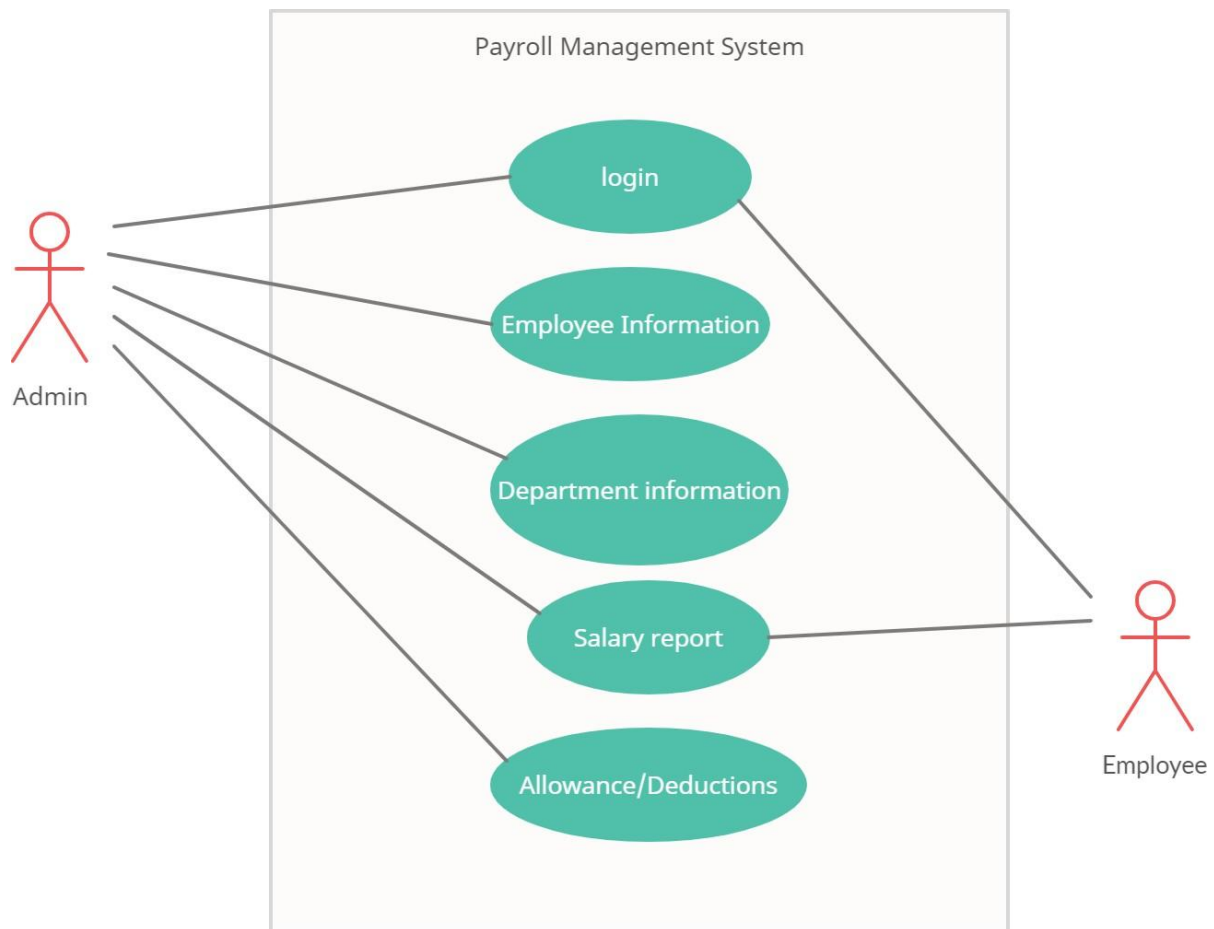 Payroll Management System
login
Employee Information
Admin
Department information
Salary report
Employee
Allowance/Deductions